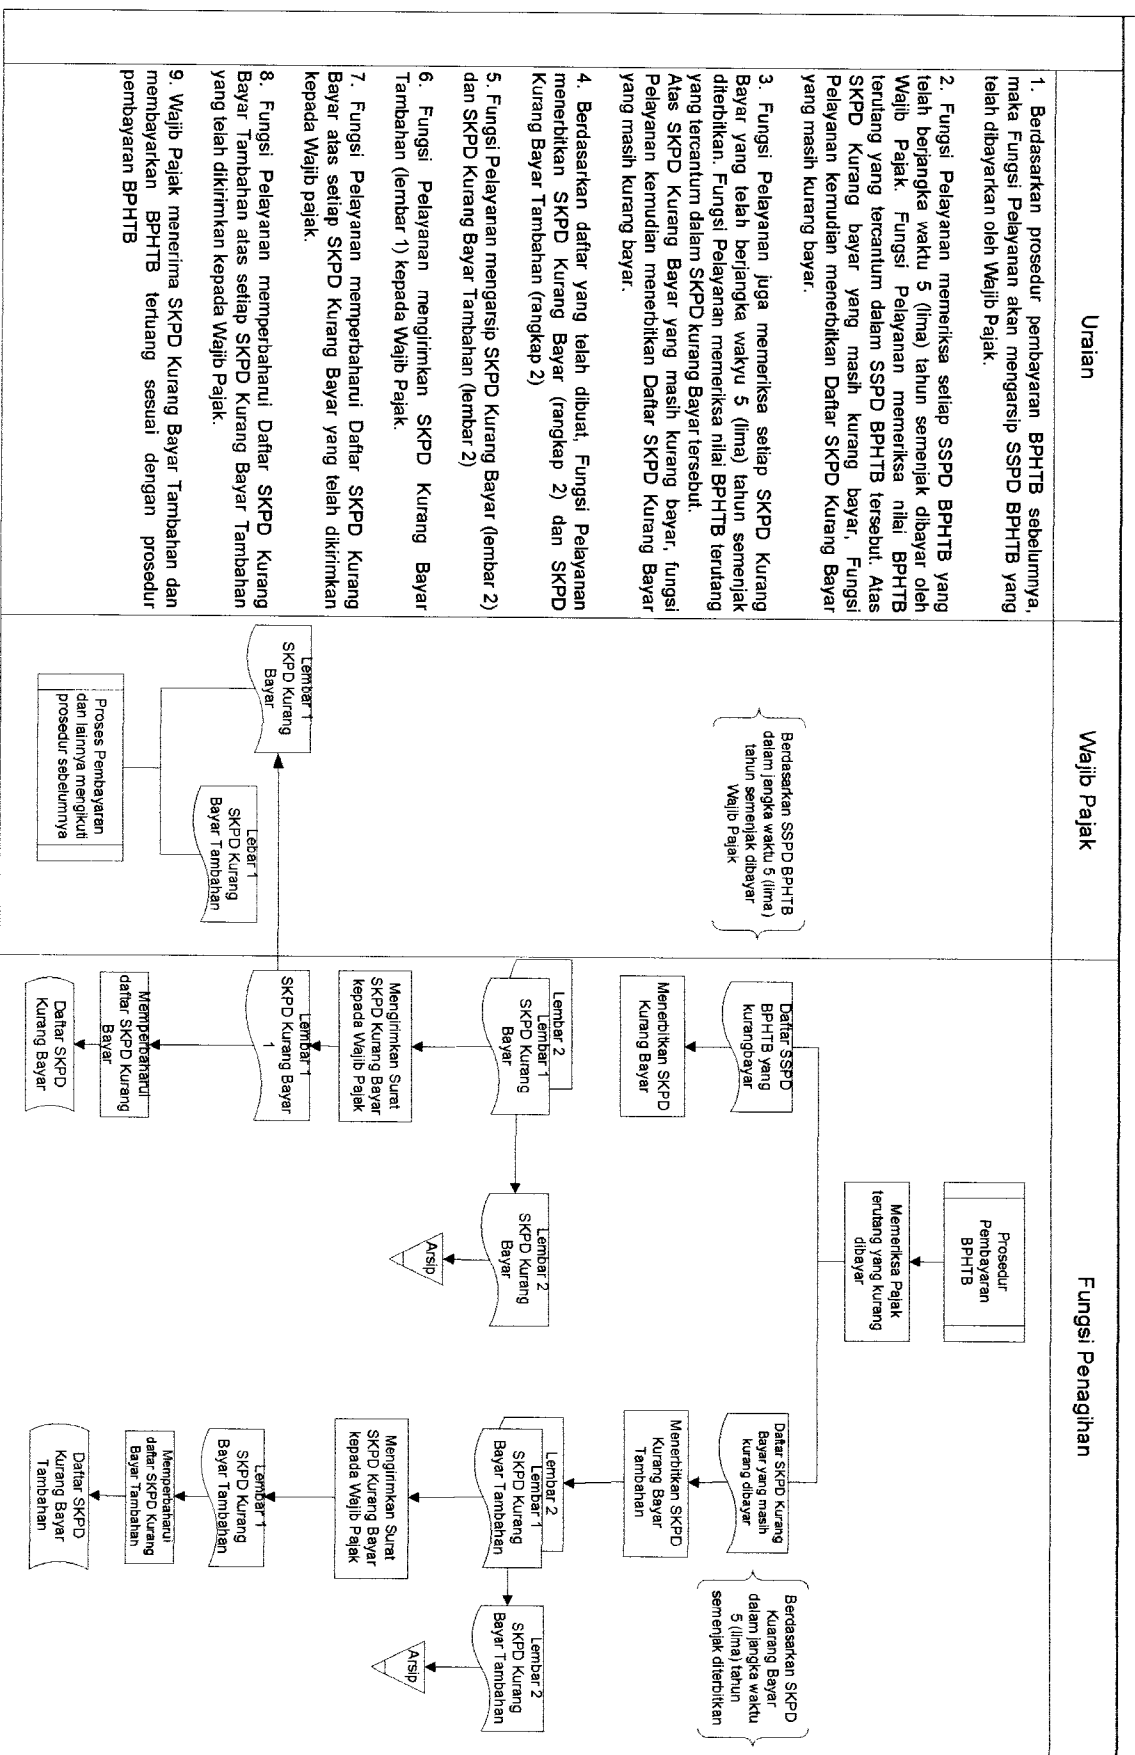 Uraian
Wajib Pajak
Fungsi Penagihan
1. Berdasarkan prosedur pembayaran BPHTB sebelumnya,
maka Fungsi Pelayanan akan mengarsip SSPD BPHTB yang
telah dibayarkan oleh Wajib Pajak.
2. Fungsi Pelayanan memeriksa setiap SSPD BPHTB yang
telah berjangka waktu 5 (lima) tahun semenjak dibayar oleh
Wajib Pajak. Fungsi Pelayanan memeriksa nilai BPHTB
terutang yang tercantum dalam SSPD BPHTB tersebut. Atas
SKPD Kurang bayar yang masih kurang bayar, Fungsi
Pelayanan kemudian menerbitkan Daftar SKPD Kurang Bayar
yang masih kurang bayar.
3. Fungsi Pelayanan juga memeriksa setiap SKPD Kurang
Bayar yang telah berjangka wakyu 5 (lima) tahun semenjak
diterbitkan. Fungsi Pelayanan memeriksa nilai BPHTB terutang
yang tercantum dalam SKPD kurang Bayar tersebut.
Atas SKPD Kurang Bayar yang masih kurang bayar, fungsi
Pelayanan kemudian menerbitkan Daftar SKPD Kurang Bayar
yang masih kurang bayar.
4. Berdasarkan daftar yang telah dibuat, Fungsi Pelayanan
menerbitkan SKPD Kurang Bayar (rangkap 2) dan SKPD
Kurang Bayar Tambahan (rangkap 2)
5. Fungsi Pelayanan mengarsip SKPD Kurang Bayar (lembar 2)
dan SKPD Kurang Bayar Tambahan (lembar 2)
6. Fungsi Pelayanan mengirimkan SKPD Kurang Bayar
Tambahan (lembar 1) kepada Wajib Pajak.
7. Fungsi Pelayanan memperbaharui Daftar SKPD Kurang
Bayar atas setiap SKPD Kurang Bayar yang telah dikirimkan
kepada Wajib pajak.
8. Fungsi Pelayanan memperbaharui Daftar SKPD Kurang
Bayar Tambahan atas setiap SKPD Kurang Bayar Tambahan
yang telah dikirimkan kepada Wajib Pajak.
9. Wajib Pajak menerima SKPD Kurang Bayar Tambahan dan
membayarkan BPHTB tertuang sesuai dengan prosedur
pembayaran BPHTB
Berdasarkan SSPD BPHTB
dalam jangka waktu 5 (lima)
tahun semenjak dibayar
Wajib Pajak
Lembar 1
SKPD Kurang
Bayar
Lebar 1
SKPD Kurang
Bayar Tambahan
Proses Pembayaran
dan lainnya mengikuti
prosedur sebelumnya
Prosedur
Pembayaran
BPHTB
Memeriksa Pajak
terutang yang kurang
dibayar
Daftar SSPD
BPHTB yang
kurangbayar
Menerbitkan SKPD
Kurang Bayar
Lembar 2
Lembar 1
SKPD Kurang
Bayar
Lembar 2
SKPD Kurang
Bayar
Arsip
Mengirimkan Surat
SKPD Kurang Bayar
kepada Wajib Pajak
Lembar 1
SKPD Kurang Bayar
1
Memperbaharui
daftar SKPD Kurang
Bayar
Daftar SKPD
Kurang Bayar
Daftar SKPD Kurang
Bayar yang masih
kurang dibayar
Berdasarkan SKPD
Kuarang Bayar
dalam jangka waktu
5 (lima) tahun
semenjak diterbitkan
Menerbitkan SKPD
Kurang Bayar
Tambahan
Lembar 2
Lembar 1
SKPD Kurang
Bayar Tambahan
Lembar 2
SKPD Kurang
Bayar Tambahan
Arsip
Mengirimkan Surat
SKPD Kurang Bayar
kepada Wajib Pajak
Lembar 1
SKPD Kurang
Bayar Tambahan
Memperbaharui
daftar SKPD Kurang
Bayar Tambahan
Daftar SKPD
Kurang Bayar
Tambahan